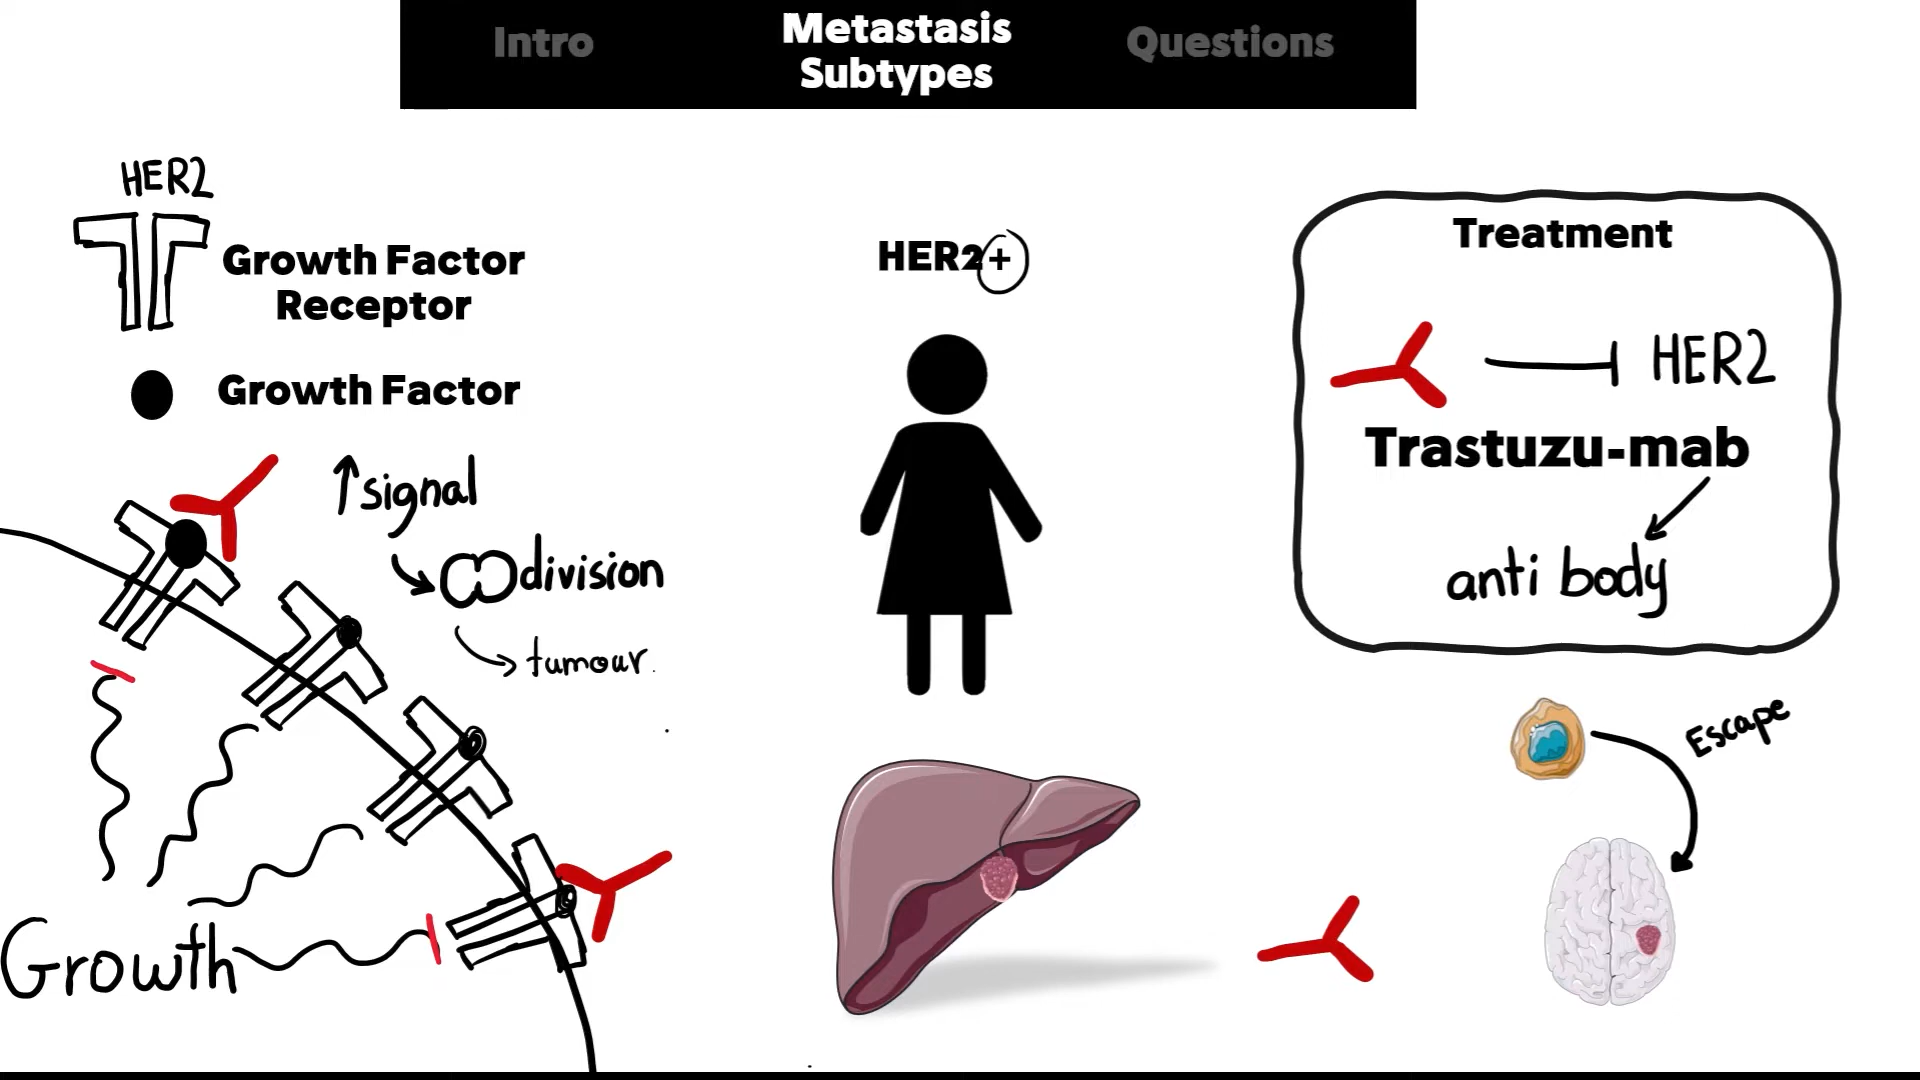 Intro
Metastasis
Subtypes
Questions
HER2
Growth Factor
Receptor
Growth Factor
↑signal
division
tumour.
Growth
HER2+
Treatment
HER2
Trastuzu-mab
anti body
Escape